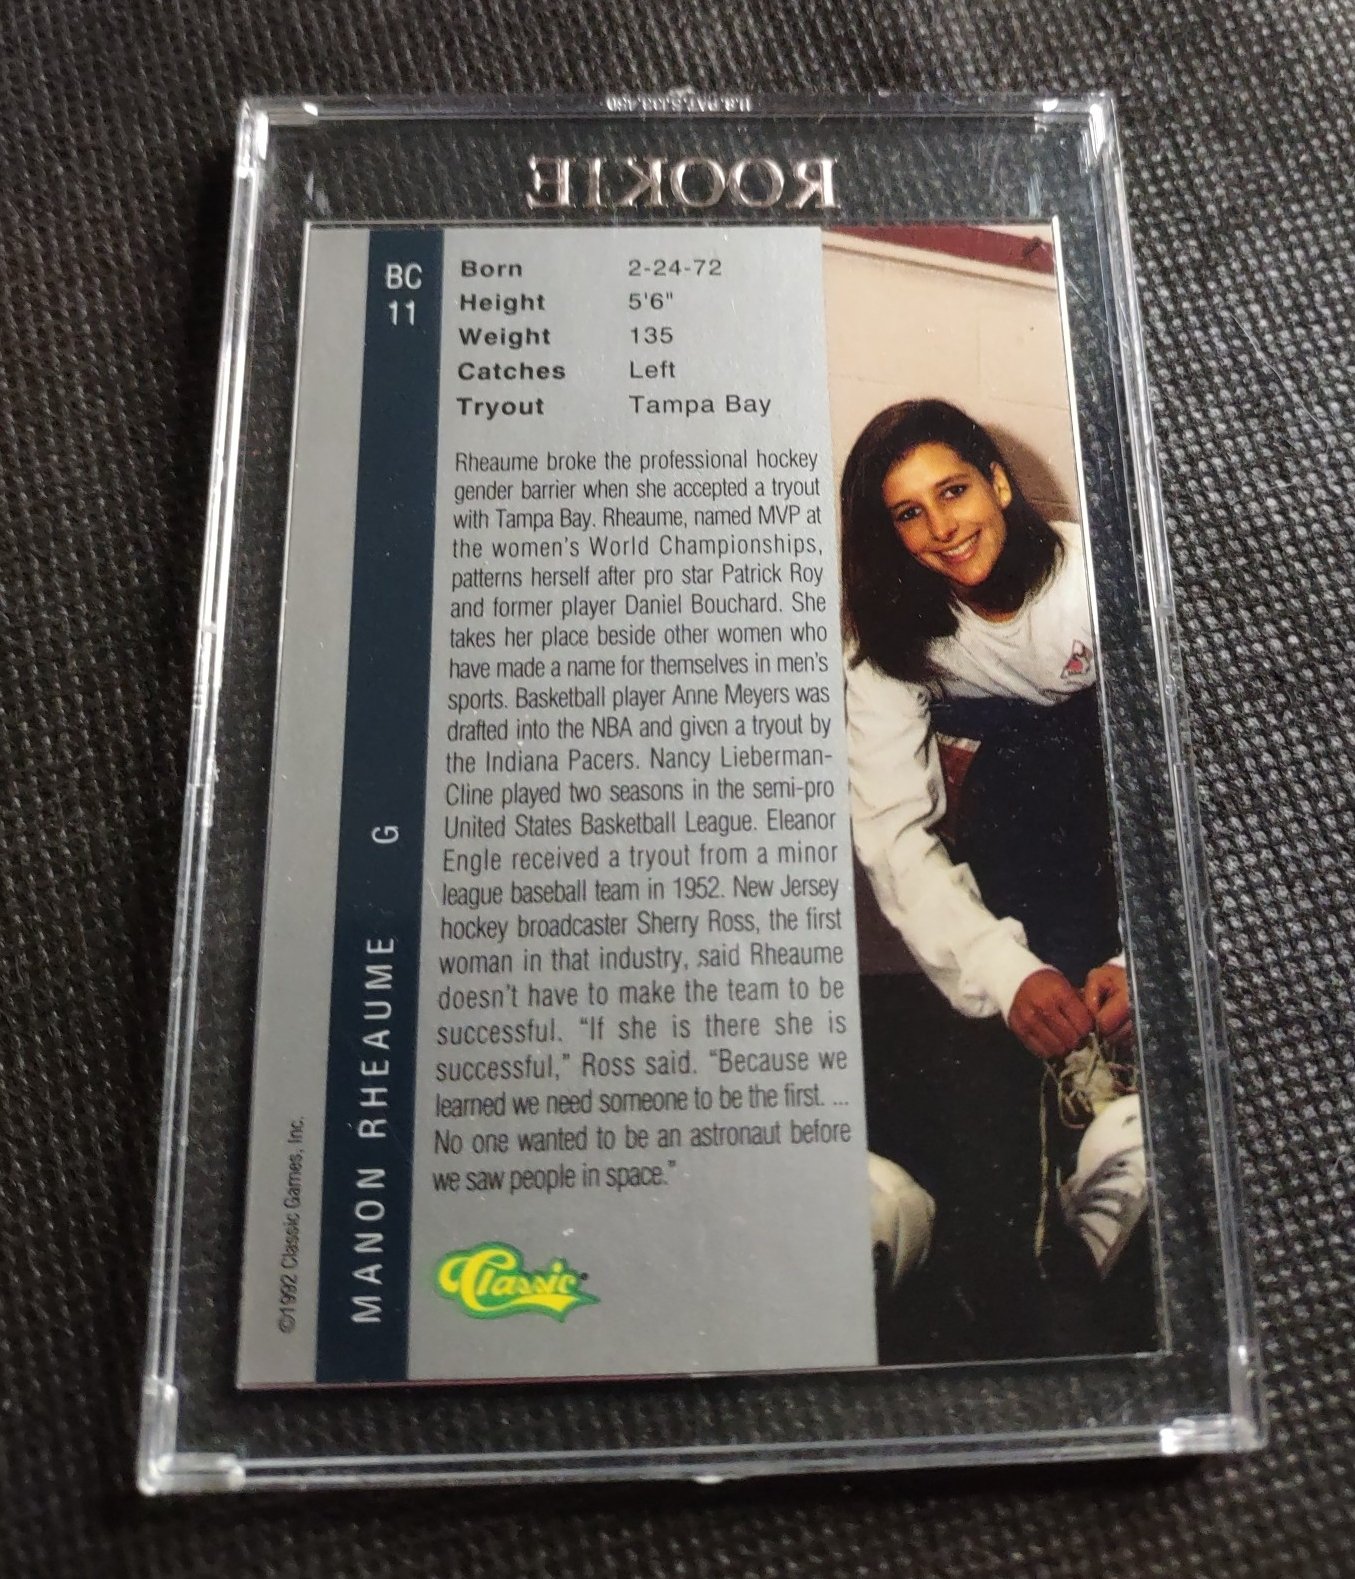 ROOKIE
BC
11
Born 2-24-72
Height 5'6"
Weight 135
Catches Left
Tryout Tampa Bay
Rheaume broke the professional hockey
gender barrier when she accepted a tryout
with Tampa Bay. Rheaume, named MVP at
the women's World Championships,
patterns herself after pro star Patrick Roy
and former player Daniel Bouchard. She
takes her place beside other women who
have made a name for themselves in men's
sports. Basketball player Anne Meyers was
drafted into the NBA and given a tryout by
the Indiana Pacers. Nancy Lieberman-
Cline played two seasons in the semi-pro
United States Basketball League. Eleanor
Engle received a tryout from a minor
league baseball team in 1952. New Jersey
hockey broadcaster Sherry Ross, the first
woman in that industry, said Rheaume
doesn't have to make the team to be
successful. "If she is there she is
successful," Ross said. "Because we
learned we need someone to be the first. ...
No one wanted to be an astronaut before
we saw people in space."
MANON RHEAUME G
©1992 Classic Games, Inc.
Classic